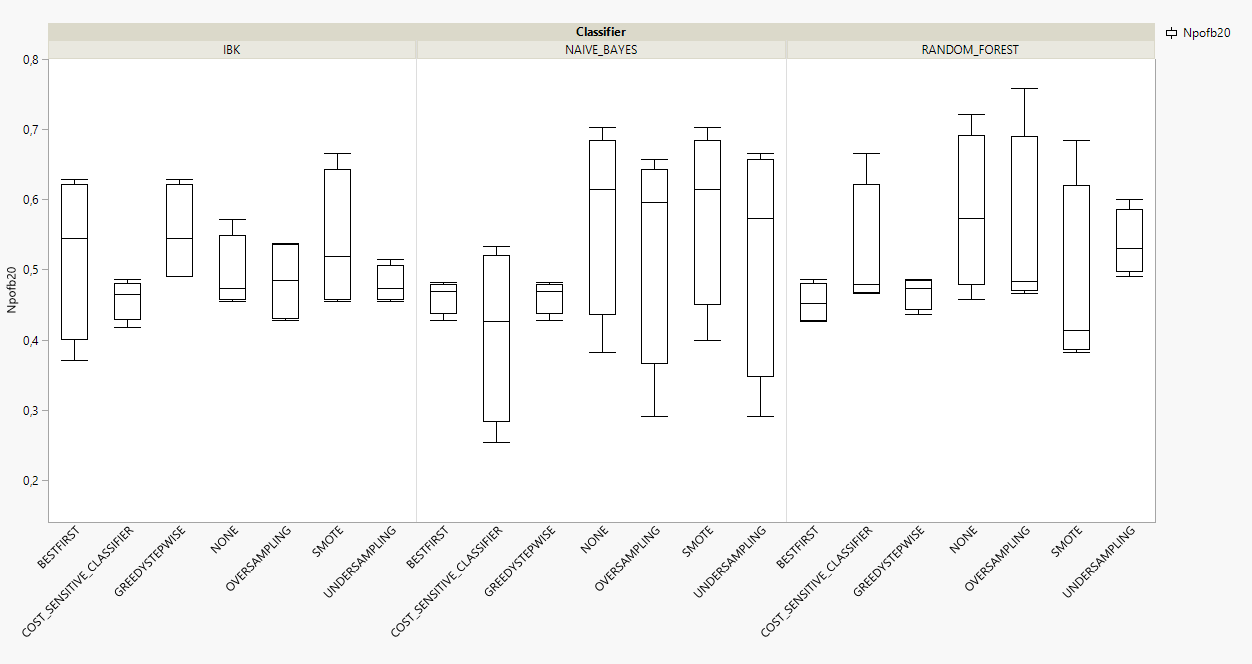 Classifier
IBK
NAIVE_BAYES
RANDOM_FOREST
Npofb20
0,8
0,7
0,6
0,5
0,4
0,3
0,2
Npofb20
BESTFIRST
COST_SENSITIVE_CLASSIFIER
GREEDYSTEPWISE
NONE
OVERSAMPLING
SMOTE
UNDERSAMPLING
BESTFIRST
COST_SENSITIVE_CLASSIFIER
GREEDYSTEPWISE
NONE
OVERSAMPLING
SMOTE
UNDERSAMPLING
BESTFIRST
COST_SENSITIVE_CLASSIFIER
GREEDYSTEPWISE
NONE
OVERSAMPLING
SMOTE
UNDERSAMPLING